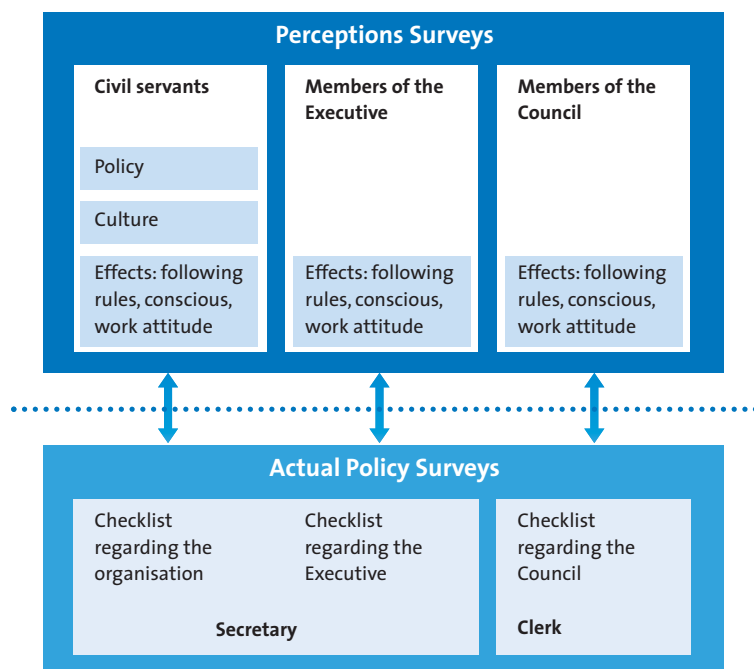 Perceptions Surveys
Civil servants
Policy
Culture
Effects: following
rules, conscious,
work attitude
Members of the
Executive
Effects: following
rules, conscious,
work attitude
Members of the
Council
Effects: following
rules, conscious,
work attitude
Actual Policy Surveys
Checklist
regarding the
organisation
Checklist
regarding the
Executive
Secretary
Checklist
regarding the
Council
Clerk